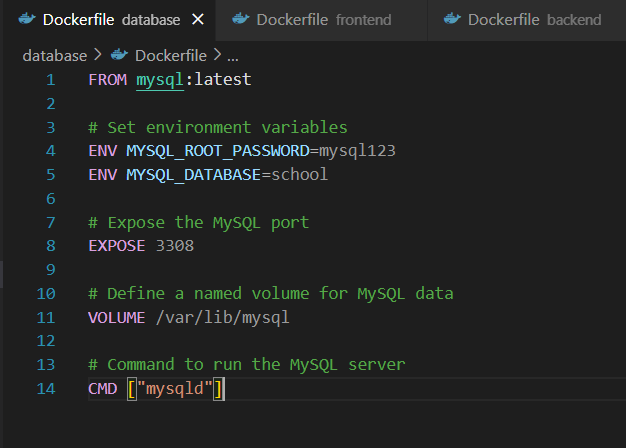 Dockerfile database × Dockerfile frontend Dockerfile backend
database > Dockerfile > ...
1 FROM mysql:latest
2
3 # Set environment variables
4 ENV MYSQL_ROOT_PASSWORD=mysql123
5 ENV MYSQL_DATABASE=school
6
7 # Expose the MySQL port
8 EXPOSE 3308
9
10 # Define a named volume for MySQL data
11 VOLUME /var/lib/mysql
12
13 # Command to run the MySQL server
14 CMD ["mysqld"]